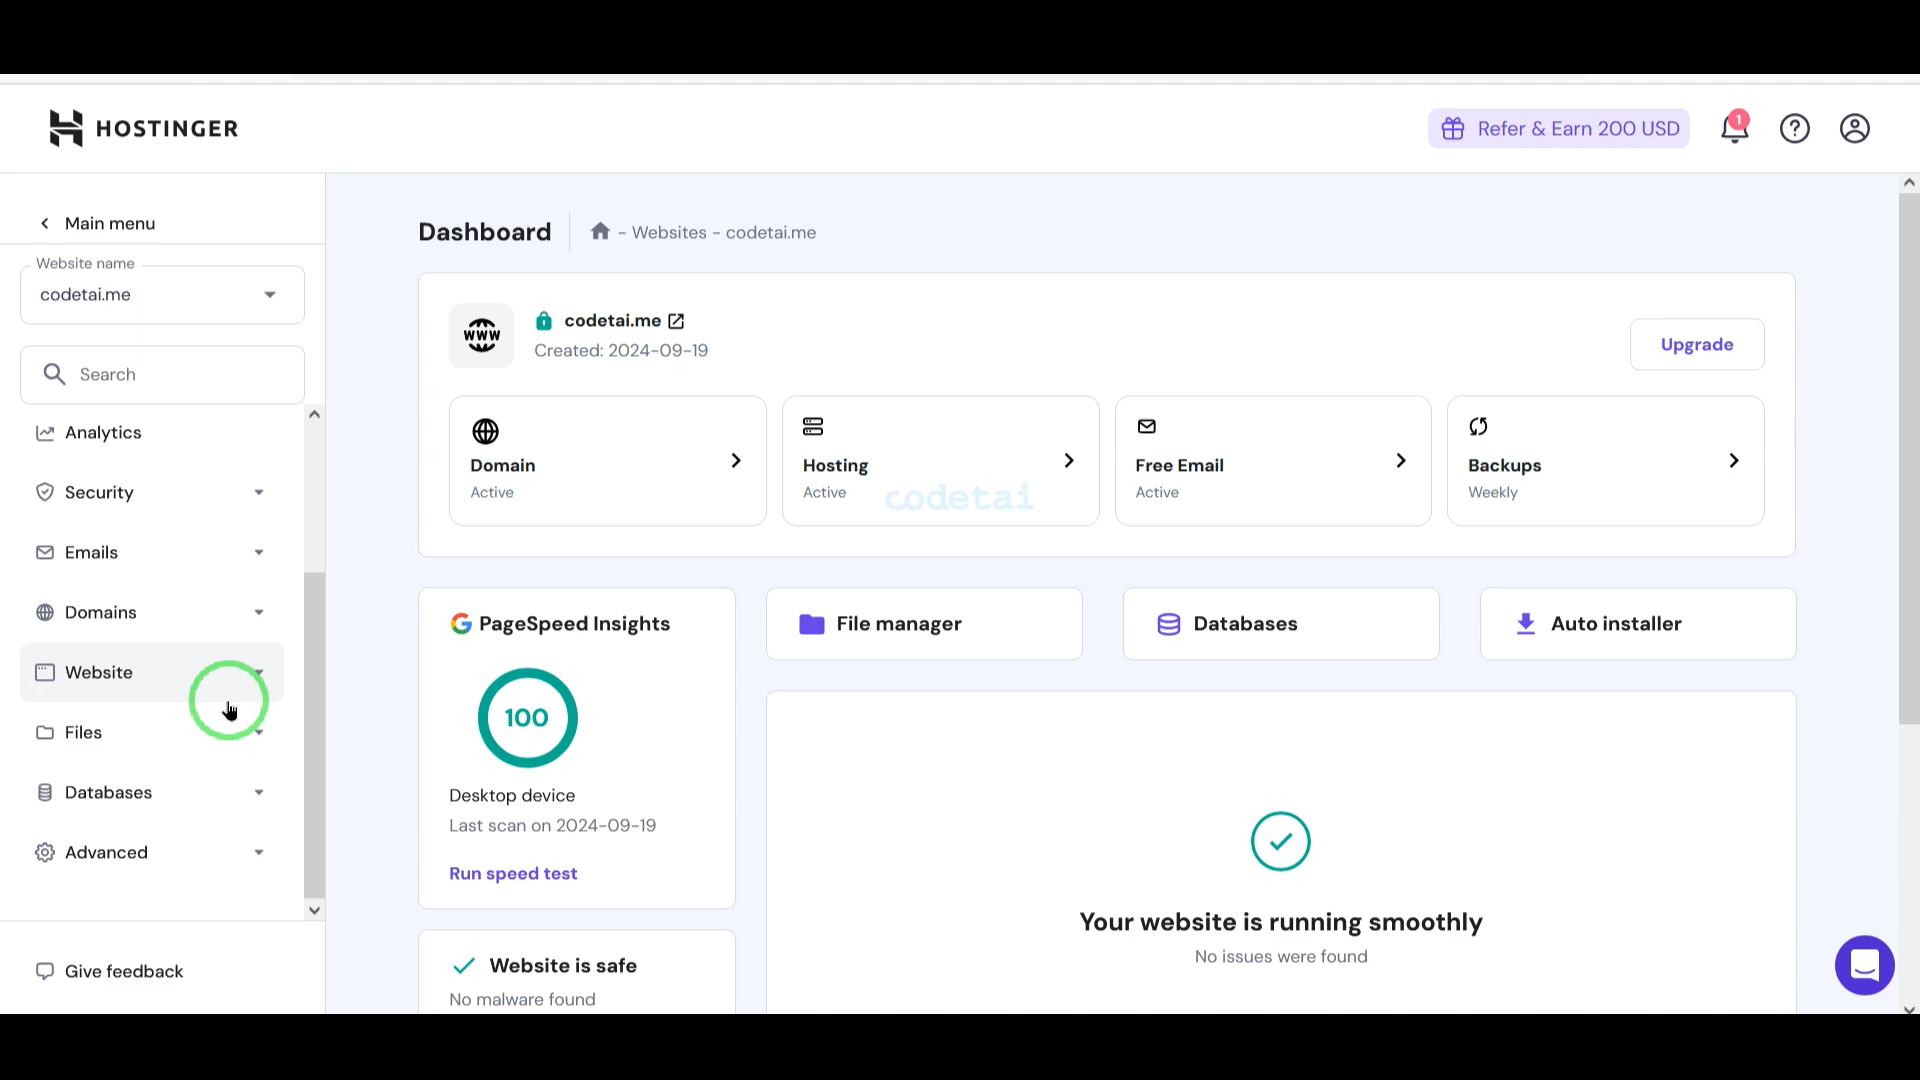 HOSTINGER
Refer & Earn 200 USD
1
Main menu
Website name
codetai.me
Search
Analytics
Security
Emails
Domains
Website
Files
Databases
Advanced
Give feedback
Dashboard
- Websites - codetai.me
www
codetai.me
Created: 2024-09-19
Upgrade
Domain
Active
Hosting
Active
codetai
Free Email
Active
Backups
Weekly
PageSpeed Insights
100
Desktop device
Last scan on 2024-09-19
Run speed test
File manager
Databases
Auto installer
Your website is running smoothly
No issues were found
Website is safe
No malware found